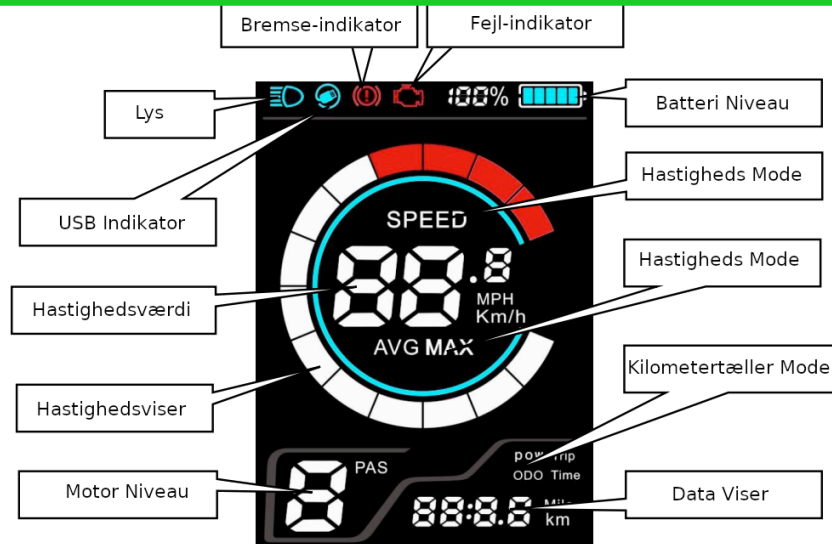 Bremse-indikator
Fejl-indikator
Lys
100%
Batteri Niveau
Hastigheds Mode
USB Indikator
SPEED
Hastigheds Mode
88.8
MPH
Km/h
Hastighedsværdi
AVG MAX
Kilometertæller Mode
Hastighedsviser
PAS
pow Trip
ODO Time
Motor Niveau
8
88:8.8
Mile
km
Data Viser